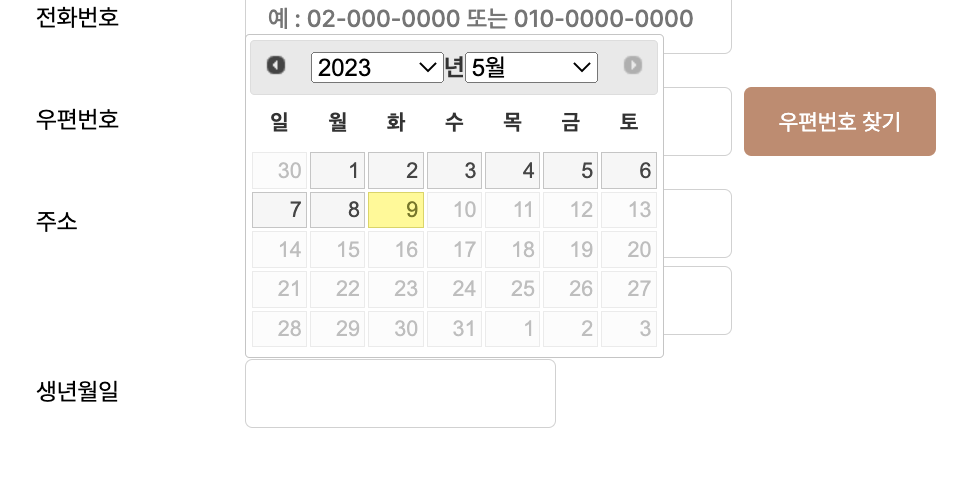 전화번호
예 : 02-000-0000 또는 010-0000-0000
2023 년 5월
우편번호
우편번호 찾기
일 월 화 수 목 금 토
30 1 2 3 4 5 6
7 8 9 10 11 12 13
주소
14 15 16 17 18 19 20
21 22 23 24 25 26 27
28 29 30 31 1 2 3
생년월일